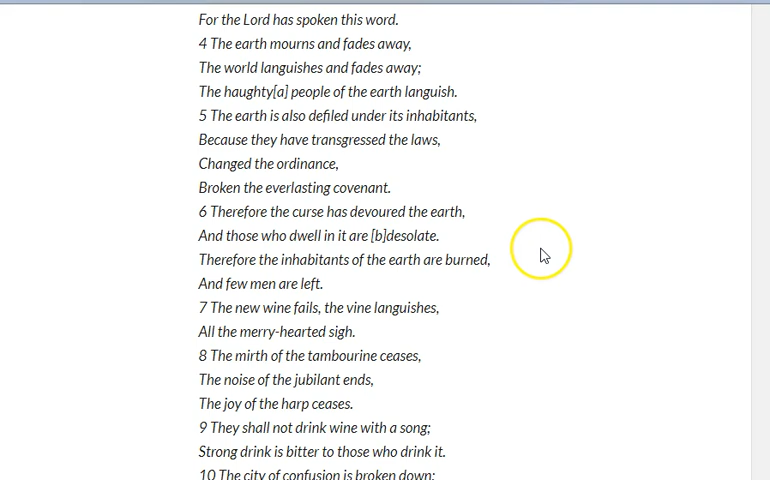 For the Lord has spoken this word.
4 The earth mourns and fades away,
The world languishes and fades away;
The haughty[a] people of the earth languish.
5 The earth is also defiled under its inhabitants,
Because they have transgressed the laws,
Changed the ordinance,
Broken the everlasting covenant.
6 Therefore the curse has devoured the earth,
And those who dwell in it are [b]desolate.
Therefore the inhabitants of the earth are burned,
And few men are left.
7 The new wine fails, the vine languishes,
All the merry-hearted sigh.
8 The mirth of the tambourine ceases,
The noise of the jubilant ends,
The joy of the harp ceases.
9 They shall not drink wine with a song;
Strong drink is bitter to those who drink it.
10 The city of confusion is broken down;